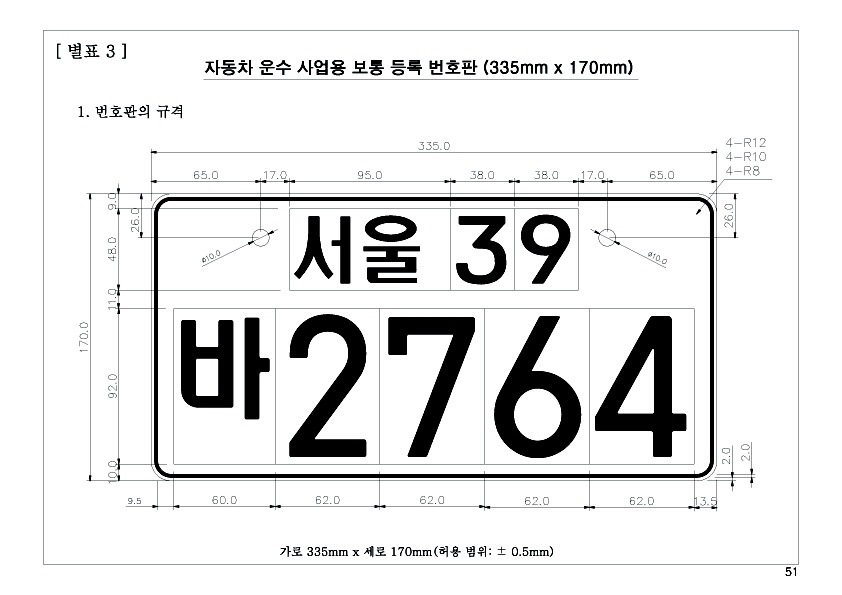 [ 별표 3 ]
자동차 운수 사업용 보통 등록 번호판 (335mm x 170mm)
1. 번호판의 규격
335.0
4-R12
4-R10
4-R8
65.0 17.0 95.0 38.0 38.0 17.0 65.0
9.0
26.0
26.0
48.0
ø10.0
ø10.0
서울 39
11.0
170.0
92.0
바 2764
2.0
2.0
10.0
9.5 60.0 62.0 62.0 62.0 62.0 13.5
가로 335mm x 세로 170mm(허용 범위: ± 0.5mm)
51